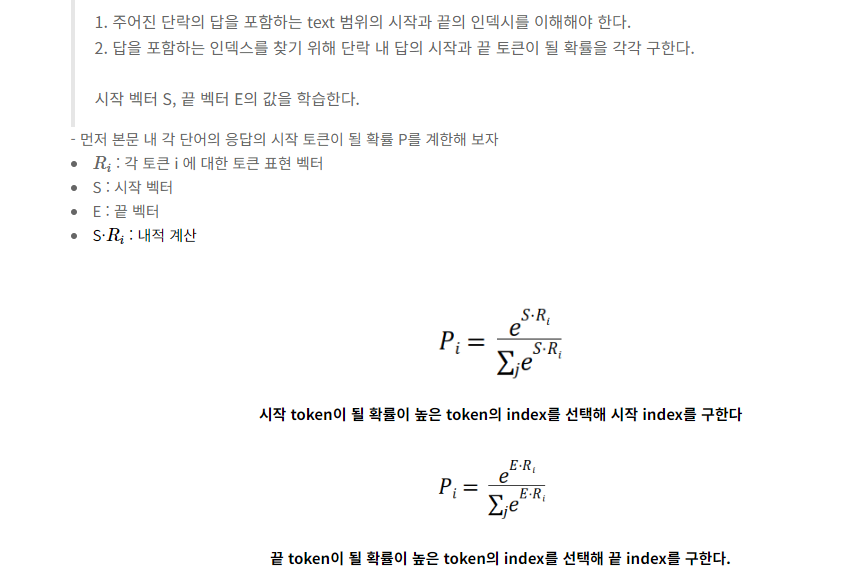 1. 주어진 단락의 답을 포함하는 text 범위의 시작과 끝의 인덱시를 이해해야 한다.
2. 답을 포함하는 인덱스를 찾기 위해 단락 내 답의 시작과 끝 토큰이 될 확률을 각각 구한다.
시작 벡터 S, 끝 벡터 E의 값을 학습한다.
- 먼저 본문 내 각 단어의 응답의 시작 토큰이 될 확률 P를 계한해 보자
• R_i : 각 토큰 i 에 대한 토큰 표현 벡터
• S : 시작 벡터
• E : 끝 벡터
• S·R_i : 내적 계산
P_i = e^{S·R_i} / ∑_j e^{S·R_i}
시작 token이 될 확률이 높은 token의 index를 선택해 시작 index를 구한다
P_i = e^{E·R_i} / ∑_j e^{E·R_i}
끝 token이 될 확률이 높은 token의 index를 선택해 끝 index를 구한다.